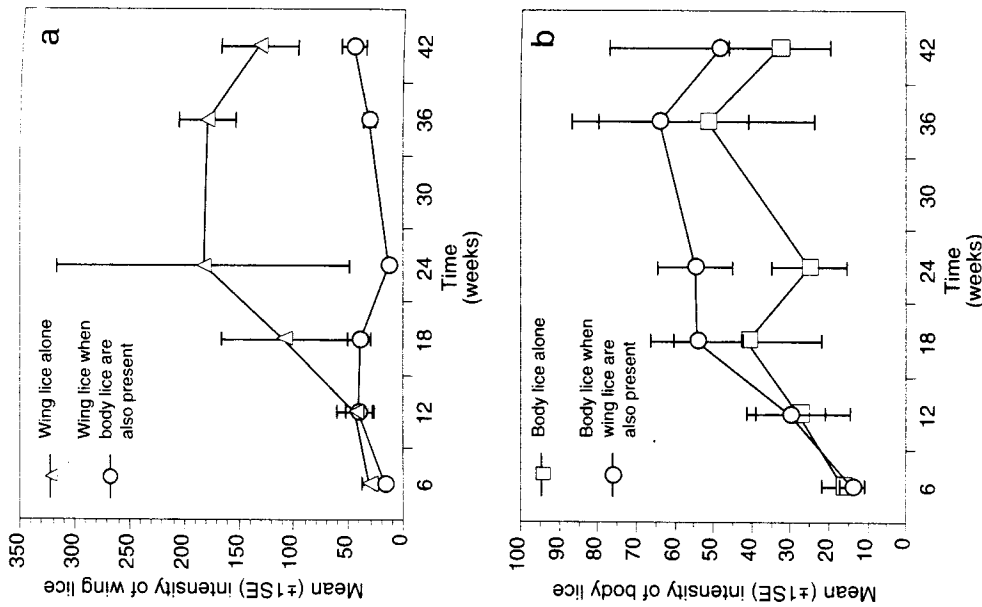 a
Mean (±1SE) intensity of wing lice
350
300
250
200
150
100
50
0
Wing lice alone
Wing lice when
body lice are
also present
6
12
18
24
30
36
42
Time
(weeks)
b
Mean (±1SE) intensity of body lice
100
90
80
70
60
50
40
30
20
10
0
Body lice alone
Body lice when
wing lice are
also present
6
12
18
24
30
36
42
Time
(weeks)